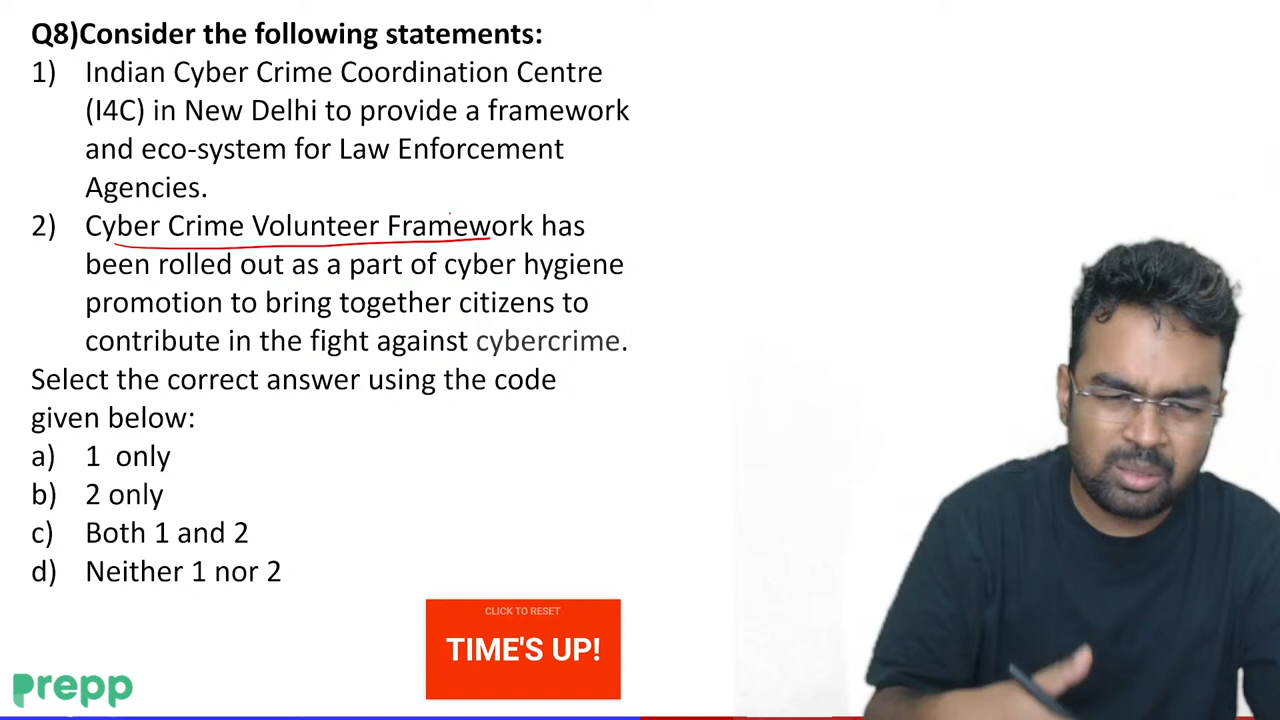 Q8)Consider the following statements:
1) Indian Cyber Crime Coordination Centre
(I4C) in New Delhi to provide a framework
and eco-system for Law Enforcement
Agencies.
2) Cyber Crime Volunteer Framework has
been rolled out as a part of cyber hygiene
promotion to bring together citizens to
contribute in the fight against cybercrime.
Select the correct answer using the code
given below:
a) 1 only
b) 2 only
c) Both 1 and 2
d) Neither 1 nor 2
CLICK TO RESET
TIME'S UP!
prepp